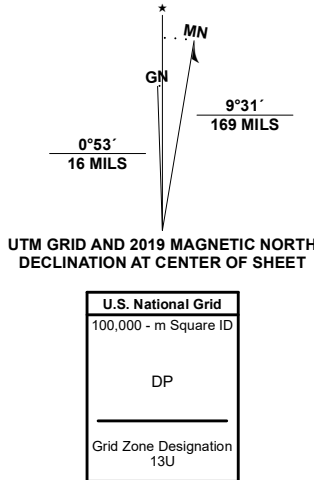 ★
MN
GN
9°31´
169 MILS
0°53´
16 MILS
UTM GRID AND 2019 MAGNETIC NORTH
DECLINATION AT CENTER OF SHEET
U.S. National Grid
100,000 - m Square ID
DP
Grid Zone Designation
13U